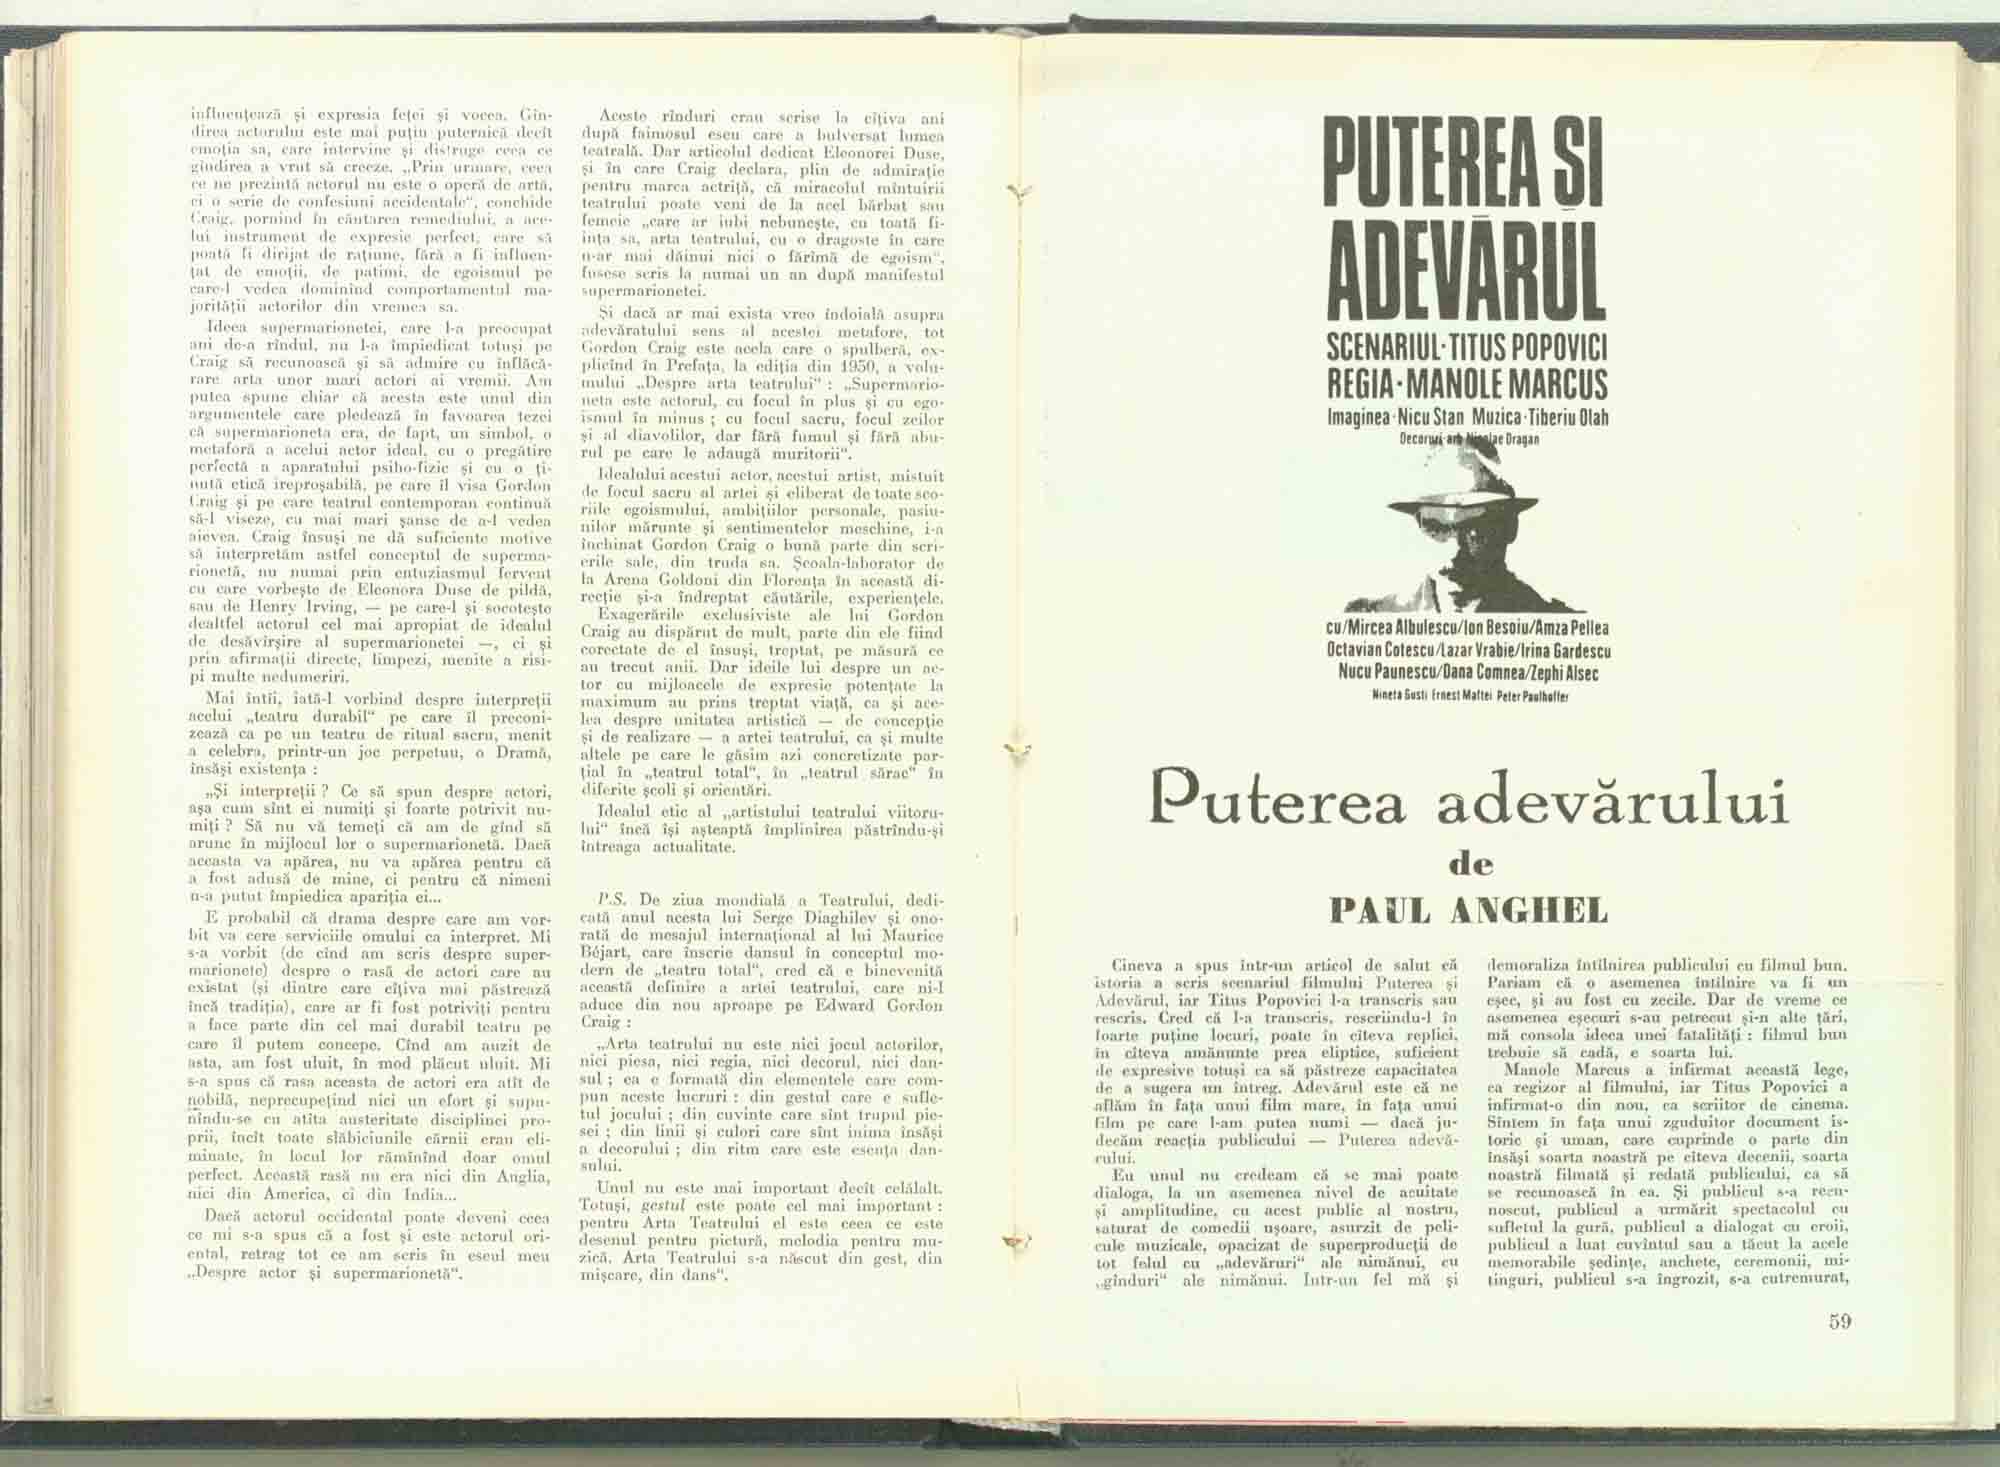 influențează și expresia feței și vocea. Gîn-
direa actorului este mai puțin puternică decît
emoția sa, care intervine și distruge ceea ce
gîndirea a vrut să creeze. „Prin urmare, ceea
ce ne prezintă actorul nu este o operă de artă,
ci o serie de confesiuni accidentale“, conchide
Craig, pornind în căutarea remediului, a ace-
lui instrument de expresie perfect, care să
poată fi dirijat de rațiune, fără a fi influen-
țat de emoții, de patimi, de egoismul pe
care-l vedea dominînd comportamentul ma-
jorității actorilor din vremea sa.
Ideea supermarionetei, care l-a preocupat
ani de-a rîndul, nu l-a împiedicat totuși pe
Craig să recunoască și să admire cu înflăcă-
rare arta unor mari actori ai vremii. Am
putea spune chiar că acesta este unul din
argumentele care pledează în favoarea tezei
că supermarioneta era, de fapt, un simbol, o
metaforă a acelui actor ideal, cu o pregătire
perfectă a aparatului psiho-fizic și cu o ți-
nută etică ireproșabilă, pe care îl visa Gordon
Craig și pe care teatrul contemporan continuă
să-l viseze, cu mai mari șanse de a-l vedea
aievea. Craig însuși ne dă suficiente motive
să interpretăm astfel conceptul de superma-
rionetă, nu numai prin entuziasmul fervent
cu care vorbește de Eleonora Duse de pildă,
sau de Henry Irving, — pe care-l și socotește
dealtfel actorul cel mai apropiat de idealul
de desăvîrșire al supermarionetei —, ci și
prin afirmații directe, limpezi, menite a risi-
pi multe nedumeriri.
Mai întîi, iată-l vorbind despre interpreții
acelui „teatru durabil“ pe care îl preconi-
zează ca pe un teatru de ritual sacru, menit
a celebra, printr-un joc perpetuu, o Dramă,
însăși existența :
„Și interpreții ? Ce să spun despre actori,
așa cum sînt ei numiți și foarte potrivit nu-
miți ? Să nu vă temeți că am de gînd să
arunc în mijlocul lor o supermarionetă. Dacă
aceasta va apărea, nu va apărea pentru că
a fost adusă de mine, ci pentru că nimeni
n-a putut împiedica apariția ei...
E probabil că drama despre care am vor-
bit va cere serviciile omului ca interpret. Mi
s-a vorbit (de cînd am scris despre super-
marionete) despre o rasă de actori care au
existat (și dintre care cîțiva mai păstrează
încă tradiția), care ar fi fost potriviți pentru
a face parte din cel mai durabil teatru pe
care îl putem concepe. Cînd am auzit de
asta, am fost uluit, în mod plăcut uluit. Mi
s-a spus că rasa aceasta de actori era atît de
nobilă, neprecupețind nici un efort și supu-
nîndu-se cu atîta austeritate disciplinei pro-
prii, încît toate slăbiciunile cărnii erau eli-
minate, în locul lor rămînînd doar omul
perfect. Această rasă nu era nici din Anglia,
nici din America, ci din India...
Dacă actorul occidental poate deveni ceea
ce mi s-a spus că a fost și este actorul ori-
ental, retrag tot ce am scris în eseul meu
„Despre actor și supermarionetă“.
Aceste rînduri erau scrise la cîțiva ani
după faimosul eseu care a bulversat lumea
teatrală. Dar articolul dedicat Eleonorei Duse,
și în care Craig declara, plin de admirație
pentru marea actriță, că miracolul mîntuirii
teatrului poate veni de la acel bărbat sau
femeie „care ar iubi nebunește, cu toată fi-
ința sa, arta teatrului, cu o dragoste în care
n-ar mai dăinui nici o fărîmă de egoism“,
fusese scris la numai un an după manifestul
supermarionetei.
Și dacă ar mai exista vreo îndoială asupra
adevăratului sens al acestei metafore, tot
Gordon Craig este acela care o spulberă, ex-
plicînd în Prefața, la ediția din 1950, a volu-
mului „Despre arta teatrului“ : „Supermario-
neta este actorul, cu focul în plus și cu ego-
ismul în minus ; cu focul sacru, focul zeilor
și al diavolilor, dar fără fumul și fără abu-
rul pe care le adaugă muritorii“.
Idealului acestui actor, acestui artist, mistuit
de focul sacru al artei și eliberat de toate sco-
riile egoismului, ambițiilor personale, pasiu-
nilor mărunte și sentimentelor meschine, i-a
închinat Gordon Craig o bună parte din scri-
erile sale, din truda sa. Școala-laborator de
la Arena Goldoni din Florența în această di-
recție și-a îndreptat căutările, experiențele.
Exagerările exclusiviste ale lui Gordon
Craig au dispărut de mult, parte din ele fiind
corectate de el însuși, treptat, pe măsură ce
au trecut anii. Dar ideile lui despre un ac-
tor cu mijloacele de expresie potențate la
maximum au prins treptat viață, ca și ace-
lea despre unitatea artistică — de concepție
și de realizare — a artei teatrului, ca și multe
altele pe care le găsim azi concretizate par-
țial în „teatrul total“, în „teatrul sărac“ în
diferite școli și orientări.
Idealul etic al „artistului teatrului viitoru-
lui“ încă își așteaptă împlinirea păstrîndu-și
întreaga actualitate.
P.S. De ziua mondială a Teatrului, dedi-
cată anul acesta lui Serge Diaghilev și ono-
rată de mesajul internațional al lui Maurice
Béjart, care înscrie dansul în conceptul mo-
dern de „teatru total“, cred că e binevenită
această definire a artei teatrului, care ni-l
aduce din nou aproape pe Edward Gordon
Craig :
„Arta teatrului nu este nici jocul actorilor,
nici piesa, nici regia, nici decorul, nici dan-
sul ; ea e formată din elementele care com-
pun aceste lucruri : din gestul care e sufle-
tul jocului ; din cuvinte care sînt trupul pie-
sei ; din linii și culori care sînt inima însăși
a decorului ; din ritm care este esența dan-
sului.
Unul nu este mai important decît celălalt.
Totuși, gestul este poate cel mai important :
pentru Arta Teatrului el este ceea ce este
desenul pentru pictură, melodia pentru mu-
zică. Arta Teatrului s-a născut din gest, din
mișcare, din dans“.
PUTEREA SI
ADEVĂRUL
SCENARIUL·TITUS POPOVICI
REGIA·MANOLE MARCUS
Imaginea·Nicu Stan Muzica·Tiberiu Olah
Decoruri arh Nicolae Dragan
cu/Mircea Albulescu/Ion Besoiu/Amza Pellea
Octavian Cotescu/Lazar Vrabie/Irina Gardescu
Nucu Paunescu/Dana Comnea/Zephi Alsec
Nineta Gusti Ernest Maftei Peter Paulhoffer
Puterea adevărului
de
PAUL ANGHEL
Cineva a spus într-un articol de salut că
istoria a scris scenariul filmului Puterea și
Adevărul, iar Titus Popovici l-a transcris sau
rescris. Cred că l-a transcris, rescriindu-l în
foarte puține locuri, poate în cîteva replici,
în cîteva amănunte prea eliptice, suficient
de expresive totuși ca să păstreze capacitatea
de a sugera un întreg. Adevărul este că ne
aflăm în fața unui film mare, în fața unui
film pe care l-am putea numi — dacă ju-
decăm reacția publicului — Puterea adevă-
rului.
Eu unul nu credeam că se mai poate
dialoga, la un asemenea nivel de acuitate
și amplitudine, cu acest public al nostru,
saturat de comedii ușoare, asurzit de peli-
cule muzicale, opacizat de superproducții de
tot felul cu „adevăruri“ ale nimănui, cu
„gînduri“ ale nimănui. Intr-un fel mă și
demoraliza întîlnirea publicului cu filmul bun.
Pariam că o asemenea întîlnire va fi un
eșec, și au fost cu zecile. Dar de vreme ce
asemenea eșecuri s-au petrecut și-n alte țări,
mă consola ideea unei fatalități : filmul bun
trebuie să cadă, e soarta lui.
Manole Marcus a infirmat această lege,
ca regizor al filmului, iar Titus Popovici a
infirmat-o din nou, ca scriitor de cinema.
Sîntem în fața unui zguduitor document is-
toric și uman, care cuprinde o parte din
însăși soarta noastră pe cîteva decenii, soarta
noastră filmată și redată publicului, ca să
se recunoască în ea. Și publicul s-a recu-
noscut, publicul a urmărit spectacolul cu
sufletul la gură, publicul a dialogat cu eroii,
publicul a luat cuvîntul sau a tăcut la acele
memorabile ședințe, anchete, ceremonii, mi-
tinguri, publicul s-a îngrozit, s-a cutremurat,
59